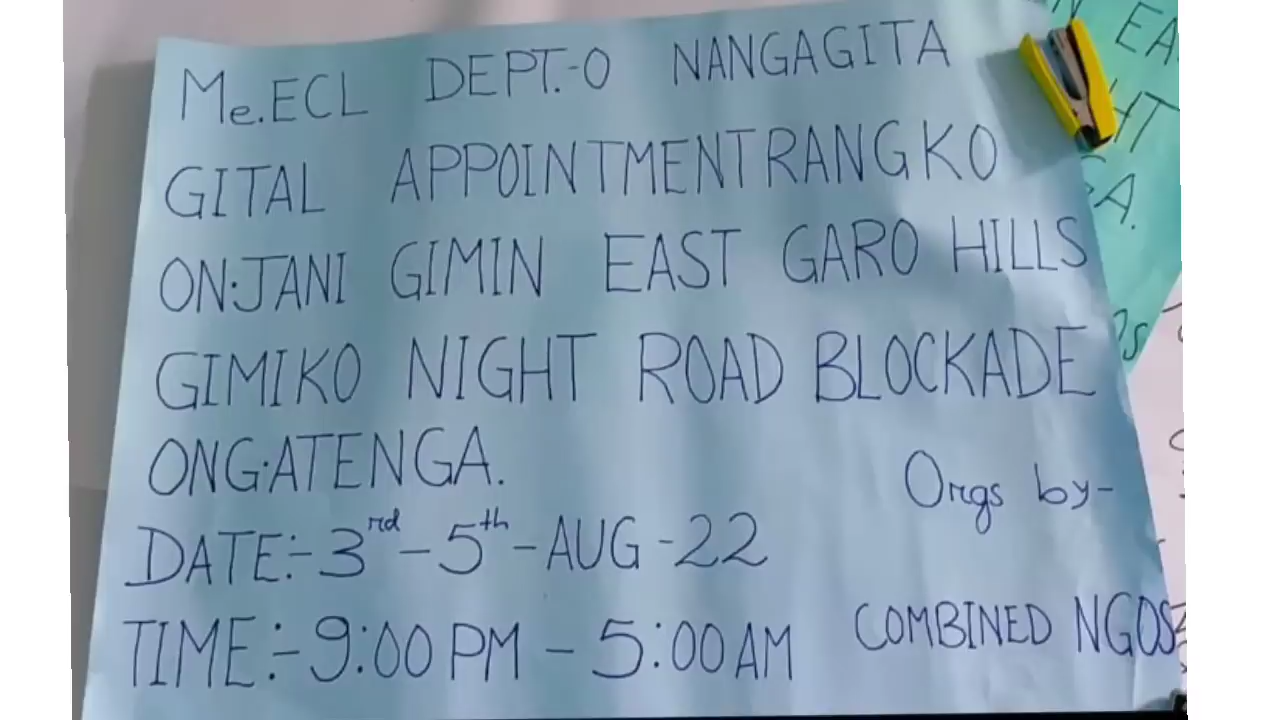 Me.ECL DEPT.-O NANGAGITA
GITAL APPOINTMENTRANGKO
ON·JANI GIMIN EAST GARO HILLS
GIMIKO NIGHT ROAD BLOCKADE
ONG·ATENGA.
Orgs by-
DATE:- 3rd - 5th - AUG - 22
TIME:- 9:00 PM - 5:00 AM
COMBINED NGOS